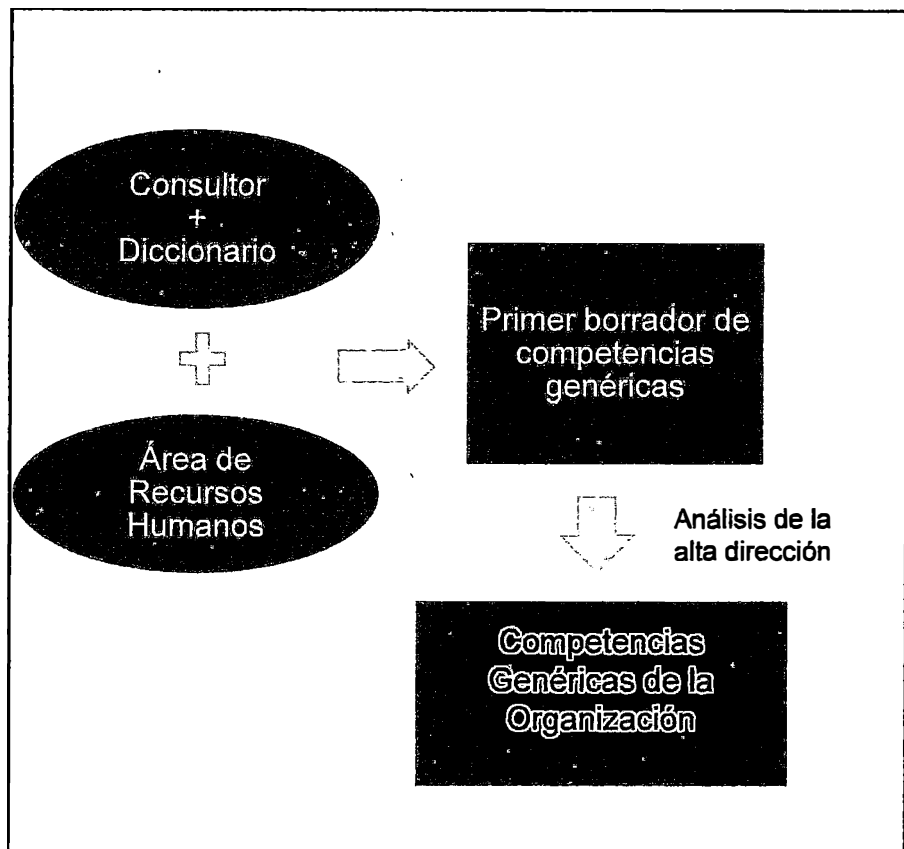 Consultor
+
Diccionario
Área de
Recursos
Humanos
Primer borrador de
competencias
genéricas
Análisis de la
alta dirección
Competencias
Genéricas de la
Organización